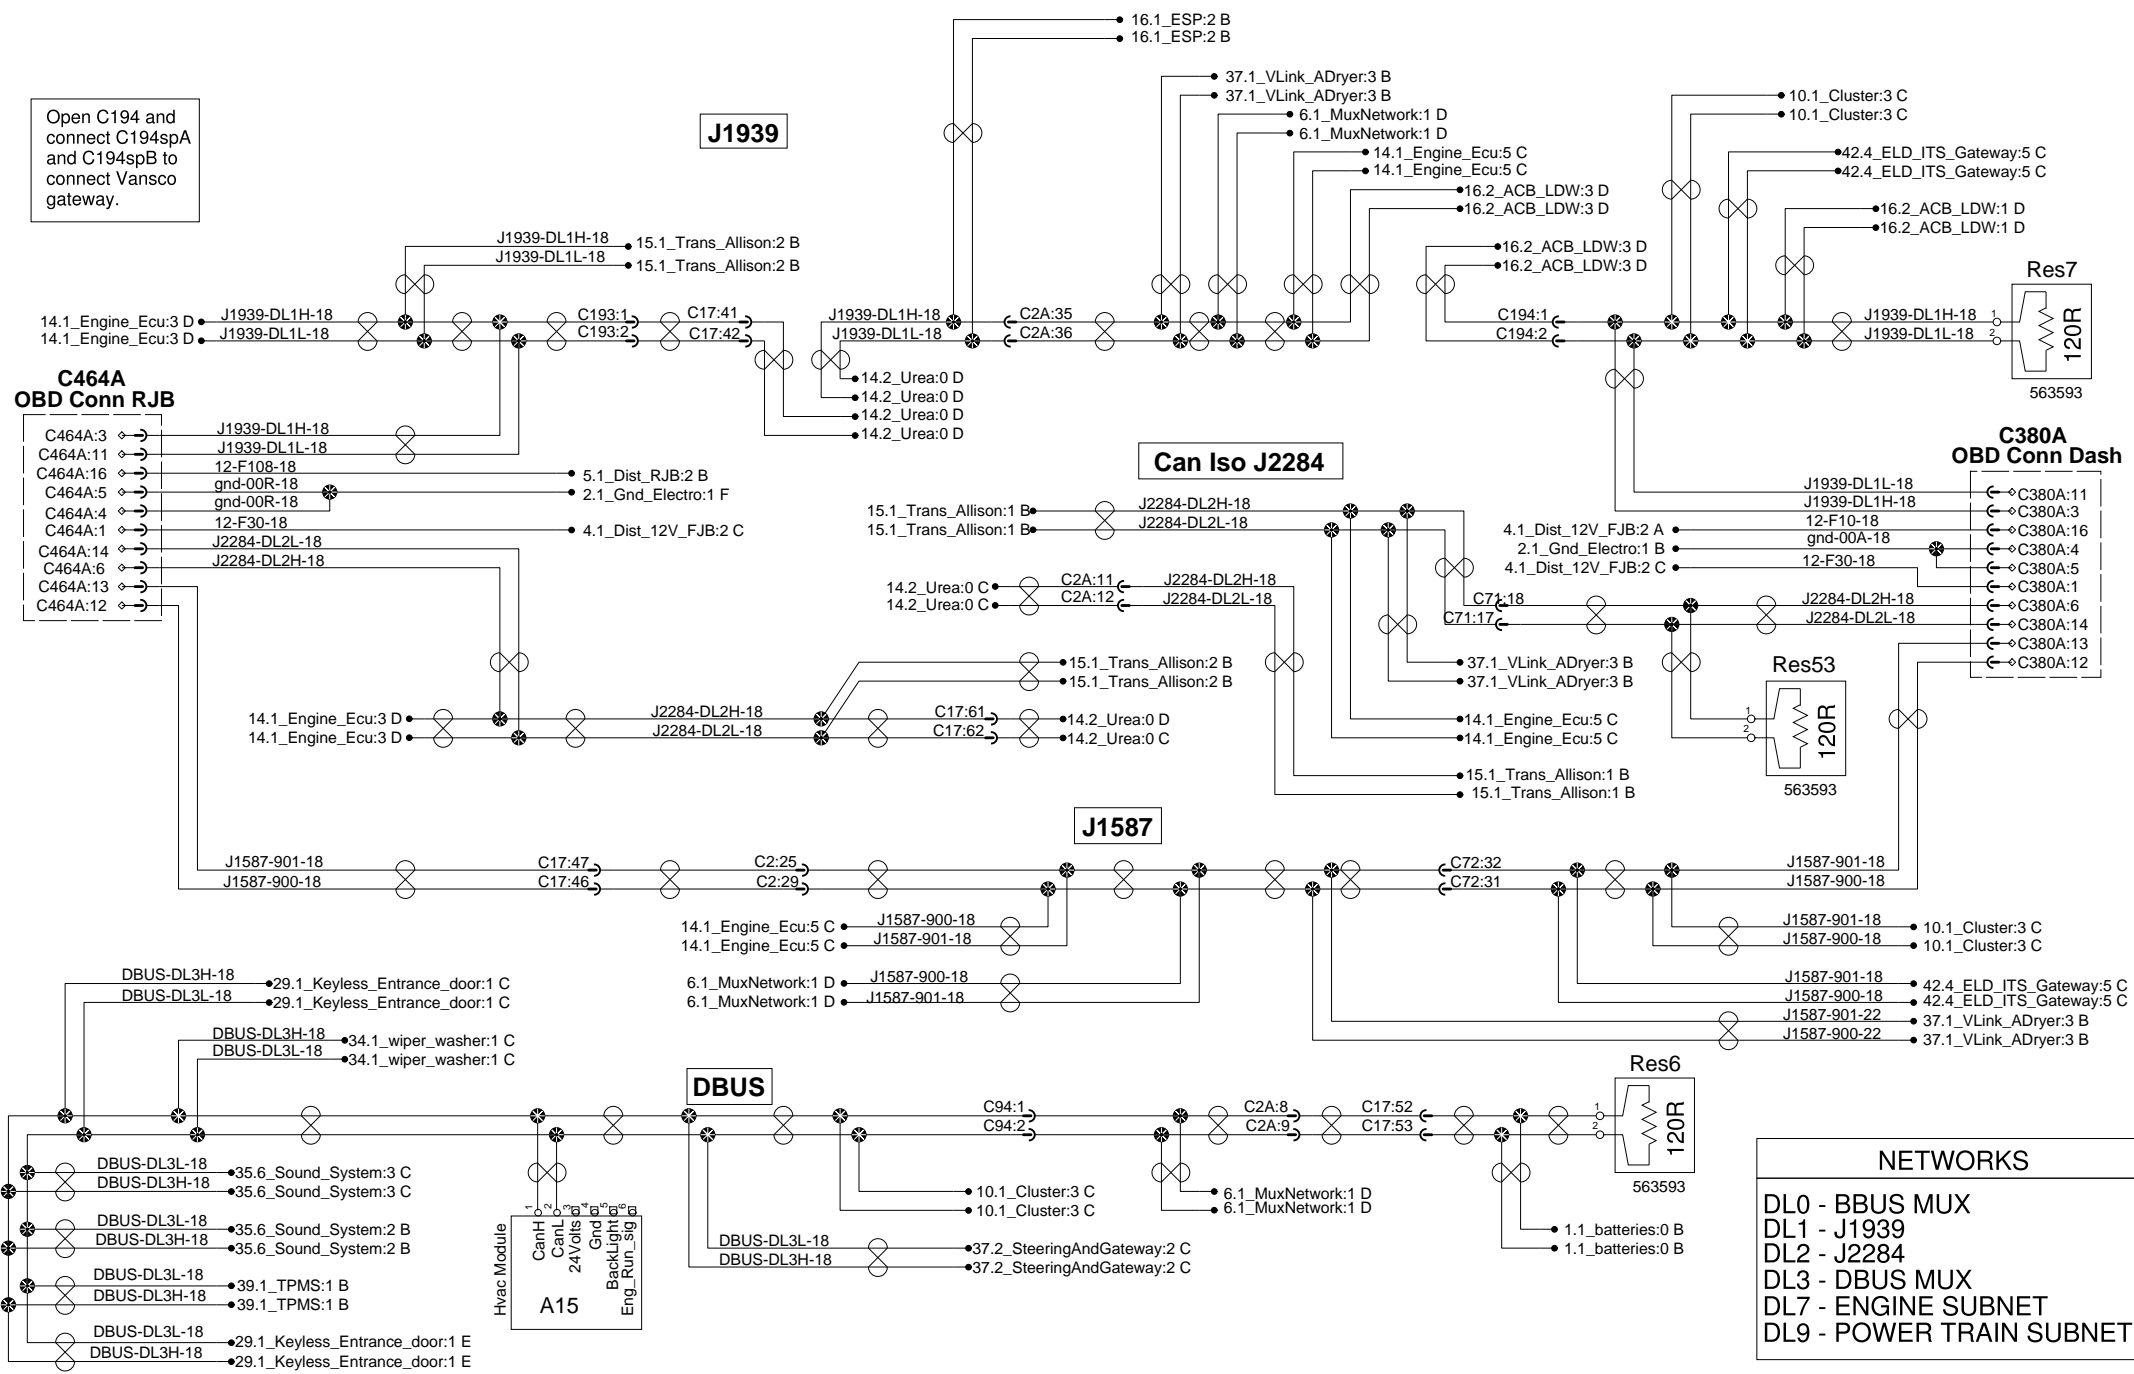 16.1_ESP:2 B
16.1_ESP:2 B
37.1_VLink_ADryer:3 B
37.1_VLink_ADryer:3 B
6.1_MuxNetwork:1 D
6.1_MuxNetwork:1 D
14.1_Engine_Ecu:5 C
14.1_Engine_Ecu:5 C
16.2_ACB_LDW:3 D
16.2_ACB_LDW:3 D
10.1_Cluster:3 C
10.1_Cluster:3 C
42.4_ELD_ITS_Gateway:5 C
42.4_ELD_ITS_Gateway:5 C
16.2_ACB_LDW:1 D
16.2_ACB_LDW:1 D
16.2_ACB_LDW:3 D
16.2_ACB_LDW:3 D
Open C194 and
connect C194spA
and C194spB to
connect Vansco
gateway.
J1939
J1939-DL1H-18
15.1_Trans_Allison:2 B
J1939-DL1L-18
15.1_Trans_Allison:2 B
14.1_Engine_Ecu:3 D
J1939-DL1H-18
C193:1
C17:41
14.1_Engine_Ecu:3 D
J1939-DL1L-18
C193:2
C17:42
J1939-DL1H-18
C2A:35
J1939-DL1L-18
C2A:36
C194:1
C194:2
J1939-DL1H-18
1
J1939-DL1L-18
2
Res7
120R
563593
14.2_Urea:0 D
14.2_Urea:0 D
14.2_Urea:0 D
14.2_Urea:0 D
C464A
OBD Conn RJB
C464A:3
J1939-DL1H-18
C464A:11
J1939-DL1L-18
C464A:16
12-F108-18
5.1_Dist_RJB:2 B
C464A:5
gnd-00R-18
2.1_Gnd_Electro:1 F
C464A:4
gnd-00R-18
C464A:1
12-F30-18
4.1_Dist_12V_FJB:2 C
C464A:14
J2284-DL2L-18
C464A:6
J2284-DL2H-18
C464A:13
C464A:12
Can Iso J2284
15.1_Trans_Allison:1 B
J2284-DL2H-18
15.1_Trans_Allison:1 B
J2284-DL2L-18
14.2_Urea:0 C
C2A:11
J2284-DL2H-18
14.2_Urea:0 C
C2A:12
J2284-DL2L-18
C71:18
C71:17
C380A
OBD Conn Dash
J1939-DL1L-18
C380A:11
J1939-DL1H-18
C380A:3
4.1_Dist_12V_FJB:2 A
12-F10-18
C380A:16
2.1_Gnd_Electro:1 B
gnd-00A-18
C380A:4
4.1_Dist_12V_FJB:2 C
C380A:5
12-F30-18
C380A:1
J2284-DL2H-18
C380A:6
J2284-DL2L-18
C380A:14
C380A:13
C380A:12
15.1_Trans_Allison:2 B
15.1_Trans_Allison:2 B
37.1_VLink_ADryer:3 B
37.1_VLink_ADryer:3 B
14.1_Engine_Ecu:3 D
J2284-DL2H-18
C17:61
14.2_Urea:0 D
14.1_Engine_Ecu:3 D
J2284-DL2L-18
C17:62
14.2_Urea:0 C
14.1_Engine_Ecu:5 C
14.1_Engine_Ecu:5 C
15.1_Trans_Allison:1 B
15.1_Trans_Allison:1 B
Res53
1
2
120R
563593
J1587
J1587-901-18
C17:47
C2:25
C72:32
J1587-901-18
J1587-900-18
C17:46
C2:29
C72:31
J1587-900-18
14.1_Engine_Ecu:5 C
J1587-900-18
14.1_Engine_Ecu:5 C
J1587-901-18
6.1_MuxNetwork:1 D
J1587-900-18
6.1_MuxNetwork:1 D
J1587-901-18
J1587-901-18
10.1_Cluster:3 C
J1587-900-18
10.1_Cluster:3 C
J1587-901-18
42.4_ELD_ITS_Gateway:5 C
J1587-900-18
42.4_ELD_ITS_Gateway:5 C
J1587-901-22
37.1_VLink_ADryer:3 B
J1587-900-22
37.1_VLink_ADryer:3 B
DBUS-DL3H-18
29.1_Keyless_Entrance_door:1 C
DBUS-DL3L-18
29.1_Keyless_Entrance_door:1 C
DBUS-DL3H-18
34.1_wiper_washer:1 C
DBUS-DL3L-18
34.1_wiper_washer:1 C
DBUS
C94:1
C94:2
C2A:8
C17:52
C2A:9
C17:53
Res6
1
2
120R
563593
DBUS-DL3L-18
35.6_Sound_System:3 C
DBUS-DL3H-18
35.6_Sound_System:3 C
DBUS-DL3L-18
35.6_Sound_System:2 B
DBUS-DL3H-18
35.6_Sound_System:2 B
DBUS-DL3L-18
39.1_TPMS:1 B
DBUS-DL3H-18
39.1_TPMS:1 B
DBUS-DL3L-18
29.1_Keyless_Entrance_door:1 E
DBUS-DL3H-18
29.1_Keyless_Entrance_door:1 E
Hvac Module
1
2
3
4
5
6
CanH
CanL
24Volts
Gnd
BackLight
Eng_Run_sig
A15
10.1_Cluster:3 C
10.1_Cluster:3 C
DBUS-DL3L-18
37.2_SteeringAndGateway:2 C
DBUS-DL3H-18
37.2_SteeringAndGateway:2 C
6.1_MuxNetwork:1 D
6.1_MuxNetwork:1 D
1.1_batteries:0 B
1.1_batteries:0 B
NETWORKS
DL0 - BBUS MUX
DL1 - J1939
DL2 - J2284
DL3 - DBUS MUX
DL7 - ENGINE SUBNET
DL9 - POWER TRAIN SUBNET